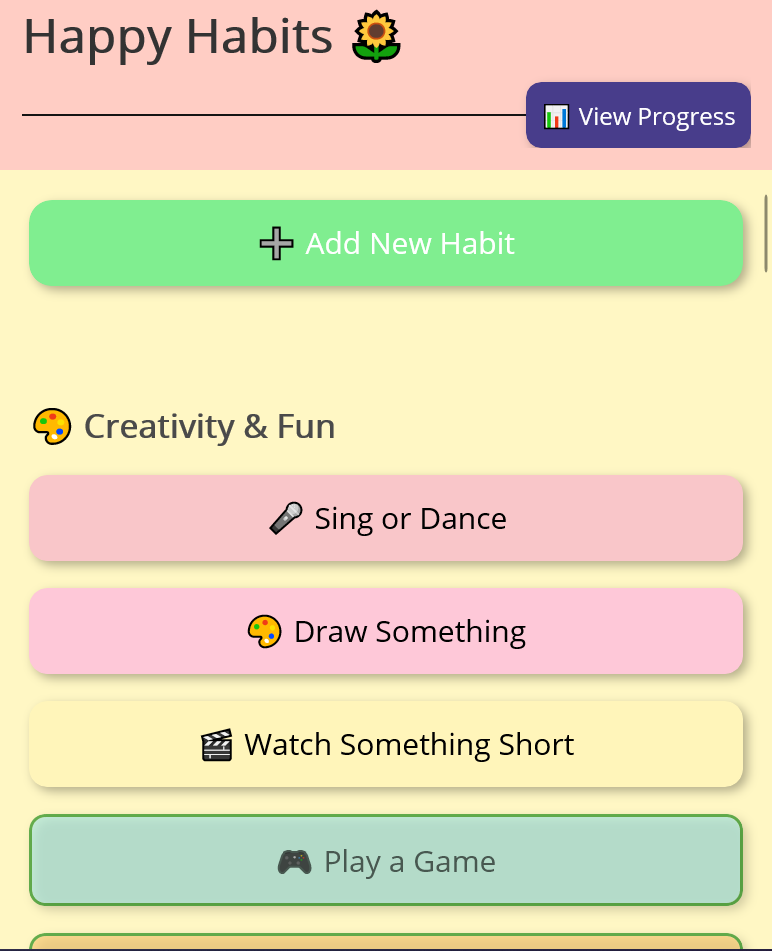 Happy Habits 🌻
📊 View Progress
➕ Add New Habit
🎨 Creativity & Fun
🎤 Sing or Dance
🎨 Draw Something
🎬 Watch Something Short
🎮 Play a Game